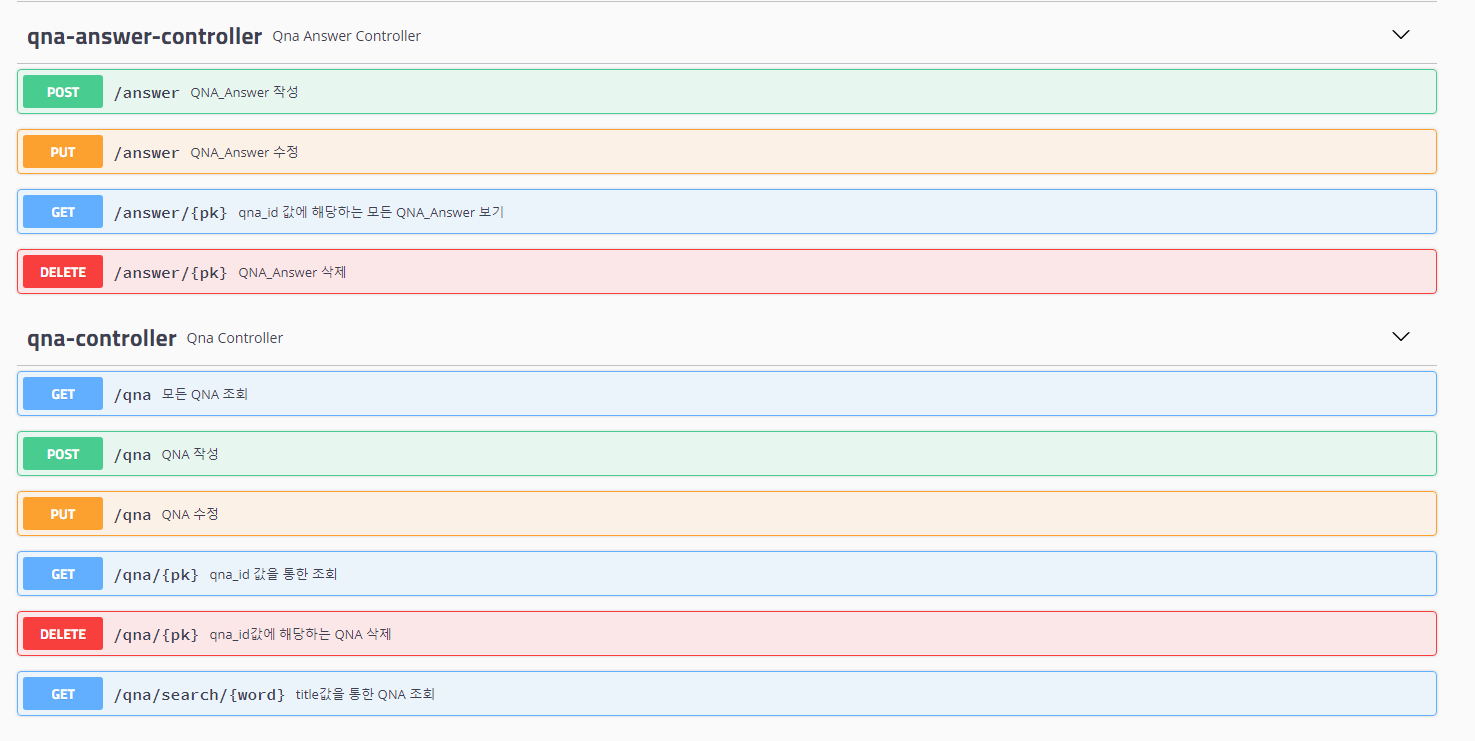 qna-answer-controller Qna Answer Controller
POST /answer QNA_Answer 작성
PUT /answer QNA_Answer 수정
GET /answer/{pk} qna_id 값에 해당하는 모든 QNA_Answer 보기
DELETE /answer/{pk} QNA_Answer 삭제
qna-controller Qna Controller
GET /qna 모든 QNA 조회
POST /qna QNA 작성
PUT /qna QNA 수정
GET /qna/{pk} qna_id 값을 통한 조회
DELETE /qna/{pk} qna_id값에 해당하는 QNA 삭제
GET /qna/search/{word} title값을 통한 QNA 조회